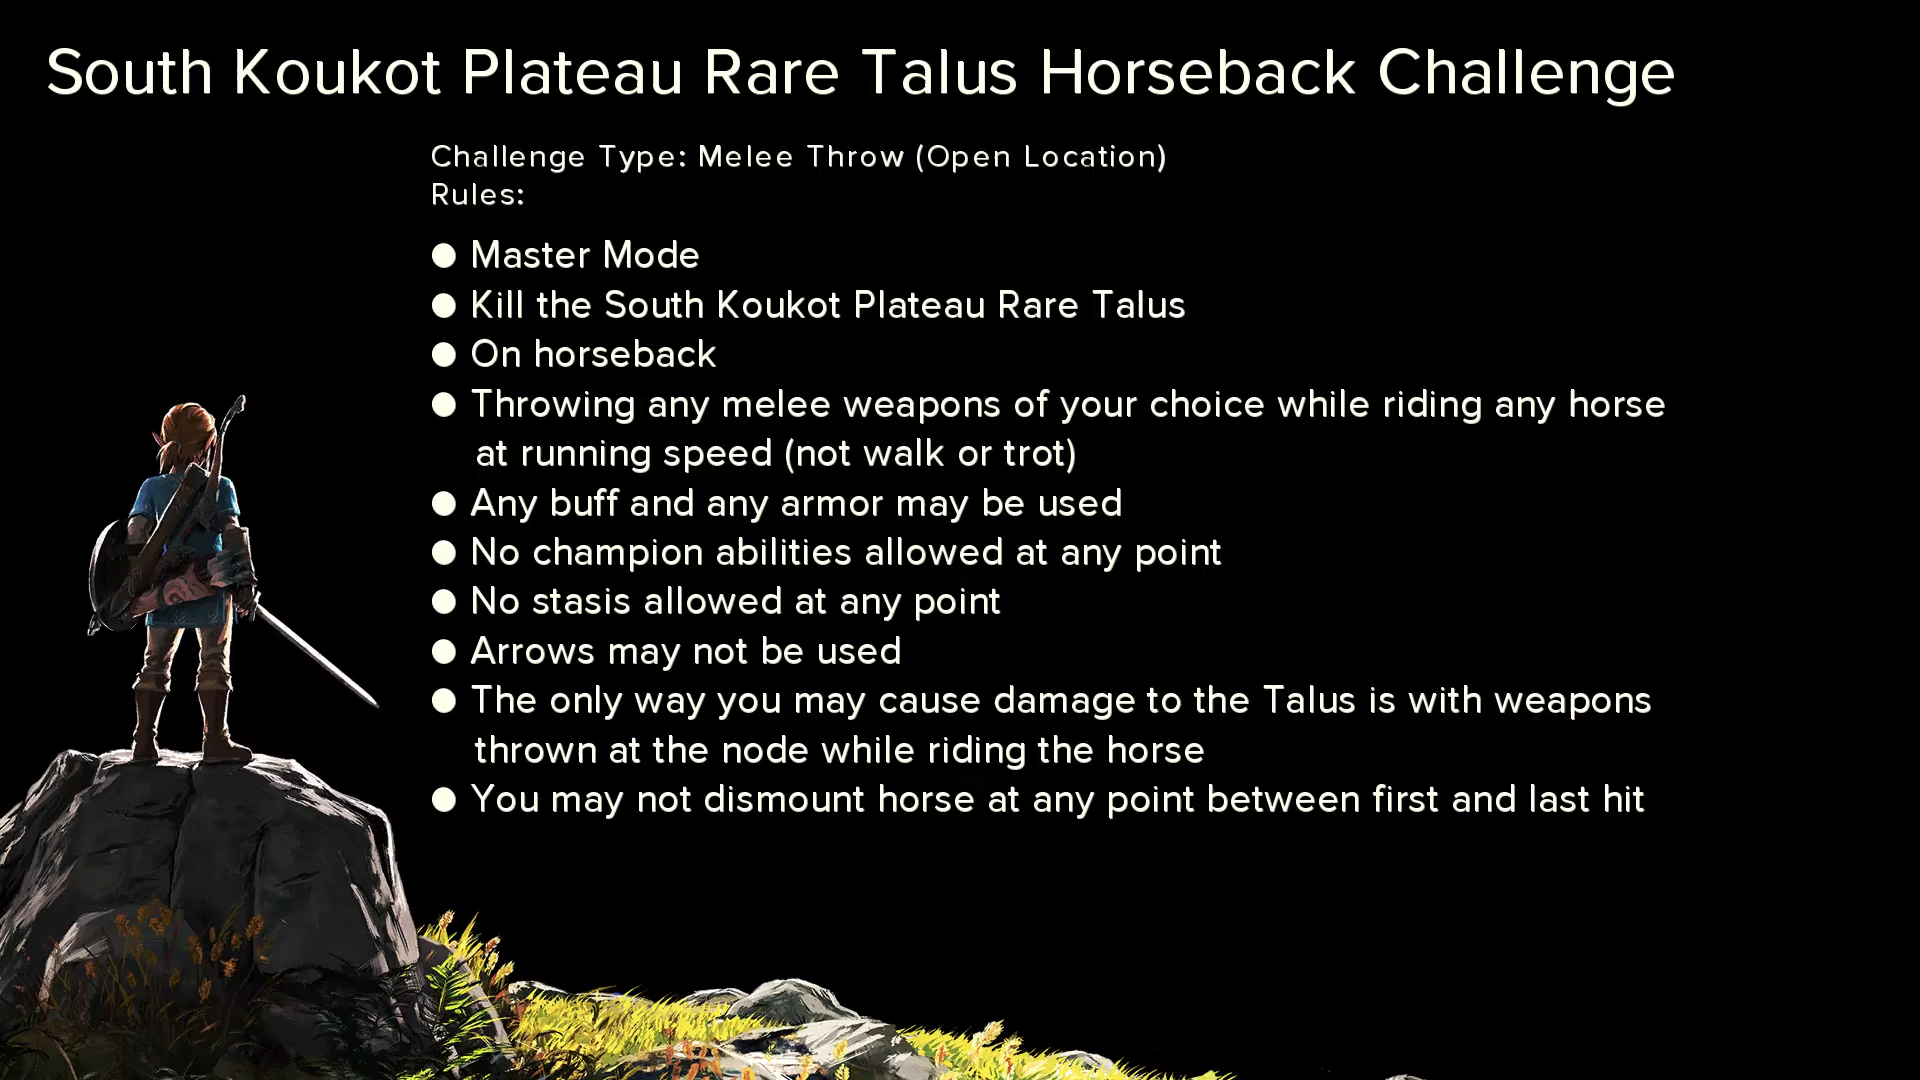 South Koukot Plateau Rare Talus Horseback Challenge
Challenge Type: Melee Throw (Open Location)
Rules:
● Master Mode
● Kill the South Koukot Plateau Rare Talus
● On horseback
● Throwing any melee weapons of your choice while riding any horse
at running speed (not walk or trot)
● Any buff and any armor may be used
● No champion abilities allowed at any point
● No stasis allowed at any point
● Arrows may not be used
● The only way you may cause damage to the Talus is with weapons
thrown at the node while riding the horse
● You may not dismount horse at any point between first and last hit